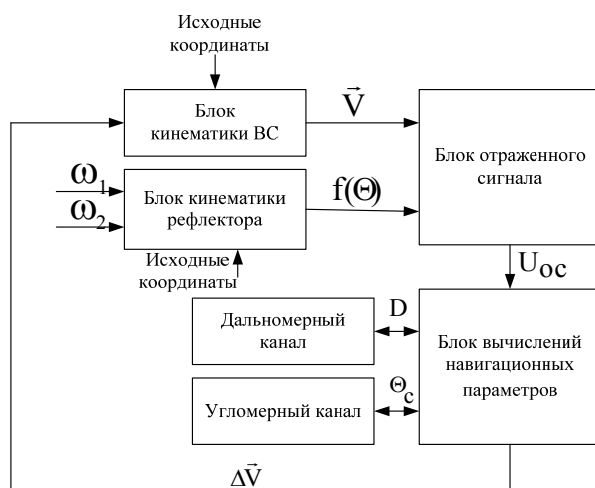 Исходные
координаты
Блок
кинематики ВС
V⃗
Блок отраженного
сигнала
ω₁
ω₂
Блок кинематики
рефлектора
f(Θ)
Исходные
координаты
Uос
Дальномерный
канал
D
Блок вычислений
навигационных
параметров
Угломерный канал
Θс
ΔV⃗